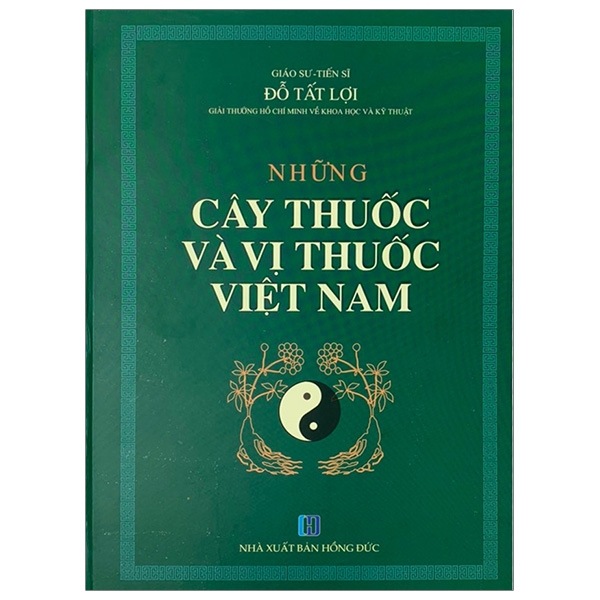 GIÁO SƯ-TIẾN SĨ
ĐỖ TẤT LỢI
GIẢI THƯỞNG HỒ CHÍ MINH VỀ KHOA HỌC VÀ KỸ THUẬT
NHỮNG
CÂY THUỐC
VÀ VỊ THUỐC
VIỆT NAM
NHÀ XUẤT BẢN HỒNG ĐỨC